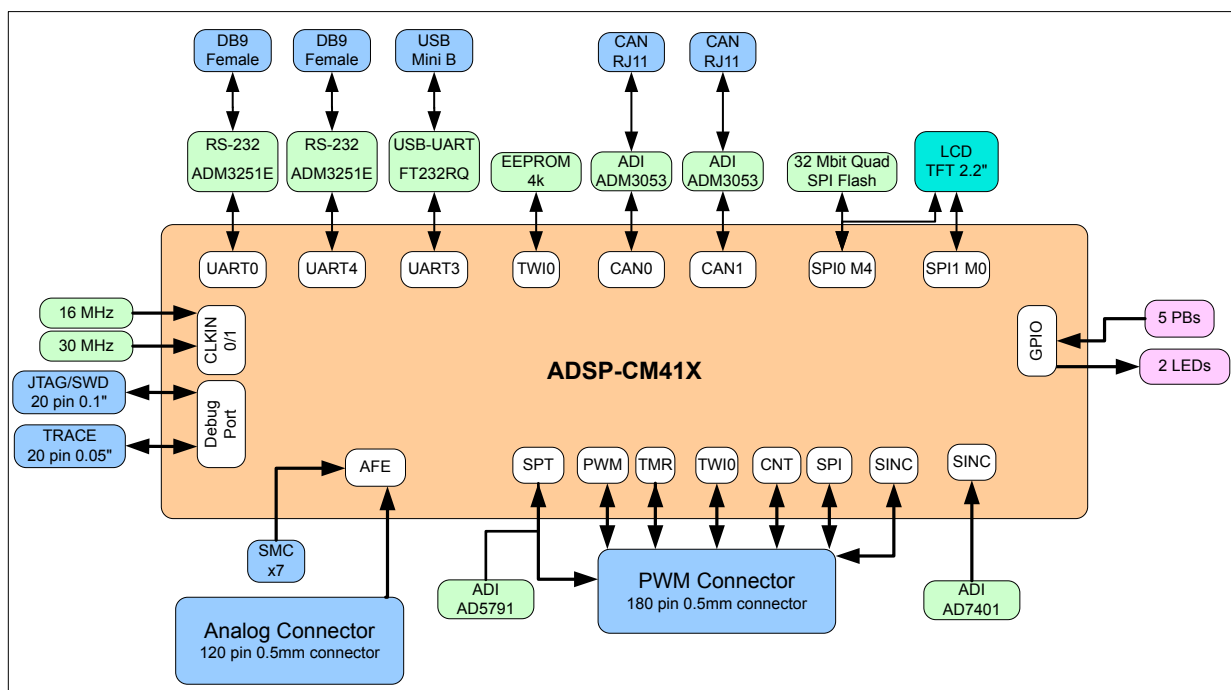 DB9
Female
DB9
Female
USB
Mini B
CAN
RJ11
CAN
RJ11
RS-232
ADM3251E
RS-232
ADM3251E
USB-UART
FT232RQ
EEPROM
4k
ADI
ADM3053
ADI
ADM3053
32 Mbit Quad
SPI Flash
LCD
TFT 2.2"
UART0
UART4
UART3
TWI0
CAN0
CAN1
SPI0 M4
SPI1 M0
16 MHz
30 MHz
CLKIN
0/1
JTAG/SWD
20 pin 0.1"
TRACE
20 pin 0.05"
Debug
Port
ADSP-CM41X
GPIO
5 PBs
2 LEDs
AFE
SPT
PWM
TMR
TWI0
CNT
SPI
SINC
SINC
SMC
x7
Analog Connector
120 pin 0.5mm connector
ADI
AD5791
PWM Connector
180 pin 0.5mm connector
ADI
AD7401